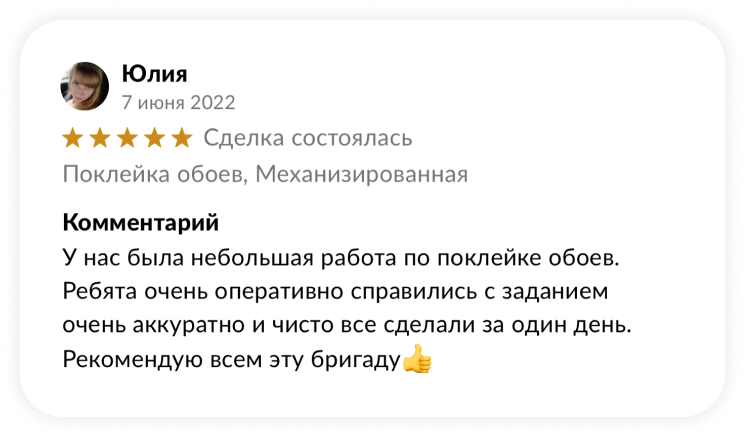 Юлия
7 июня 2022
Сделка состоялась
Поклейка обоев, Механизированная
Комментарий
У нас была небольшая работа по поклейке обоев.
Ребята очень оперативно справились с заданием
очень аккуратно и чисто все сделали за один день.
Рекомендую всем эту бригаду👍